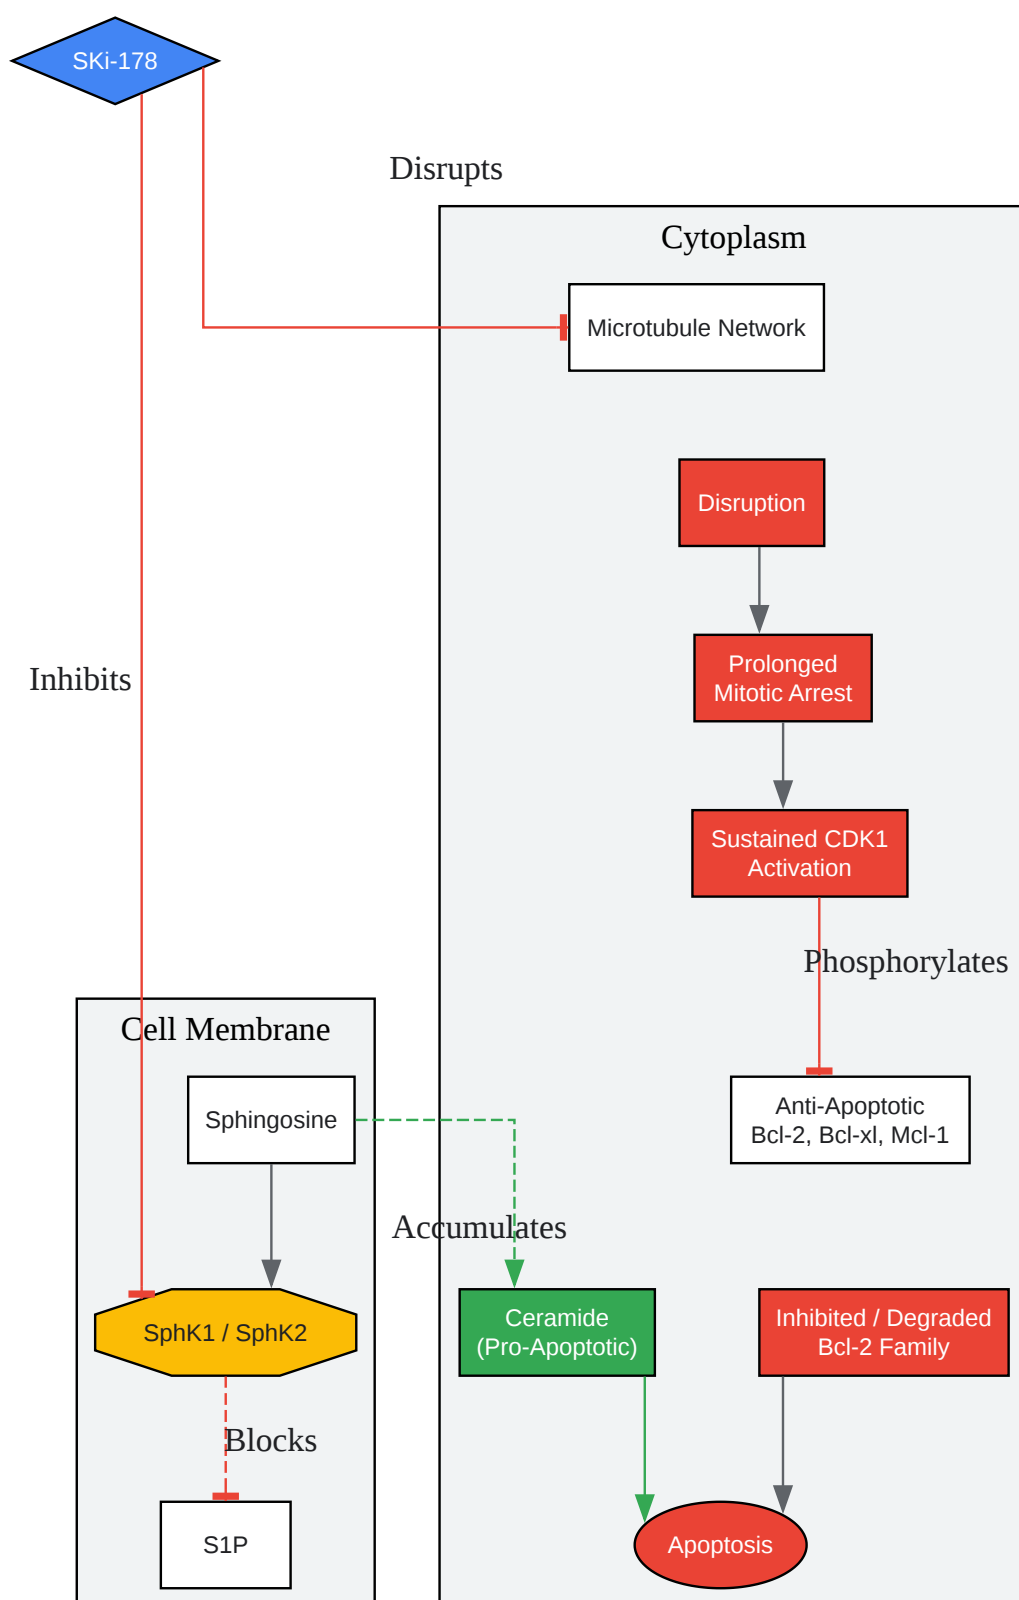 SKi-178
Disrupts
Cytoplasm
Microtubule Network
Disruption
Prolonged
Mitotic Arrest
Inhibits
Sustained CDK1
Activation
Phosphorylates
Cell Membrane
Sphingosine
Anti-Apoptotic
Bcl-2, Bcl-xl, Mcl-1
Accumulates
SphK1 / SphK2
Ceramide
(Pro-Apoptotic)
Inhibited / Degraded
Bcl-2 Family
Blocks
S1P
Apoptosis